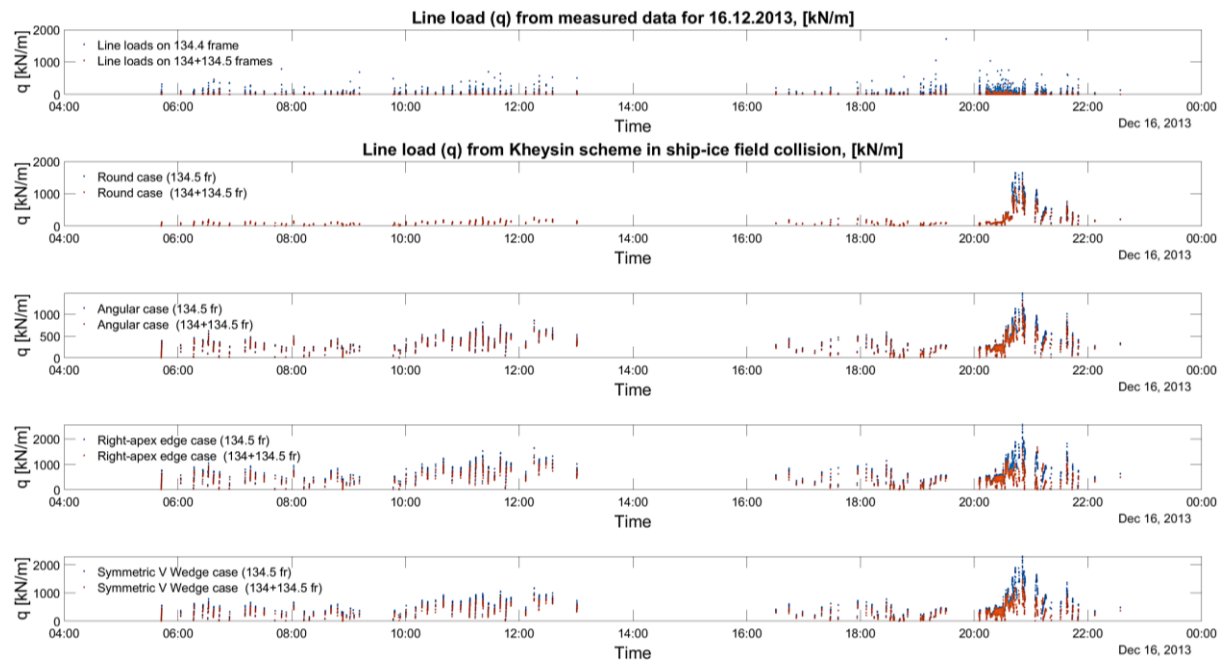 Line load (q) from measured data for 16.12.2013, [kN/m]
q [kN/m]
2000
1000
0
Line loads on 134.4 frame
Line loads on 134+134.5 frames
04:00 06:00 08:00 10:00 12:00 14:00 16:00 18:00 20:00 22:00 00:00
Time
Dec 16, 2013
Line load (q) from Kheysin scheme in ship-ice field collision, [kN/m]
q [kN/m]
2000
1000
0
Round case (134.5 fr)
Round case (134+134.5 fr)
04:00 06:00 08:00 10:00 12:00 14:00 16:00 18:00 20:00 22:00 00:00
Time
Dec 16, 2013
q [kN/m]
1000
500
0
Angular case (134.5 fr)
Angular case (134+134.5 fr)
04:00 06:00 08:00 10:00 12:00 14:00 16:00 18:00 20:00 22:00 00:00
Time
Dec 16, 2013
q [kN/m]
2000
1000
0
Right-apex edge case (134.5 fr)
Right-apex edge case (134+134.5 fr)
04:00 06:00 08:00 10:00 12:00 14:00 16:00 18:00 20:00 22:00 00:00
Time
Dec 16, 2013
q [kN/m]
2000
1000
0
Symmetric V Wedge case (134.5 fr)
Symmetric V Wedge case (134+134.5 fr)
04:00 06:00 08:00 10:00 12:00 14:00 16:00 18:00 20:00 22:00 00:00
Time
Dec 16, 2013